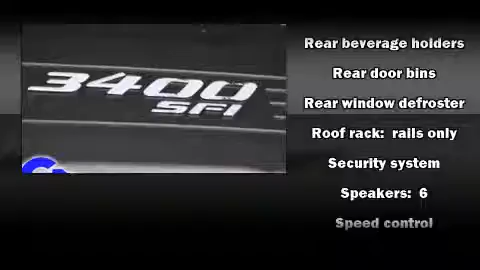 3400
SFI
Rear beverage holders
Rear door bins
Rear window defroster
Roof rack: rails only
Security system
Speakers: 6
Speed control